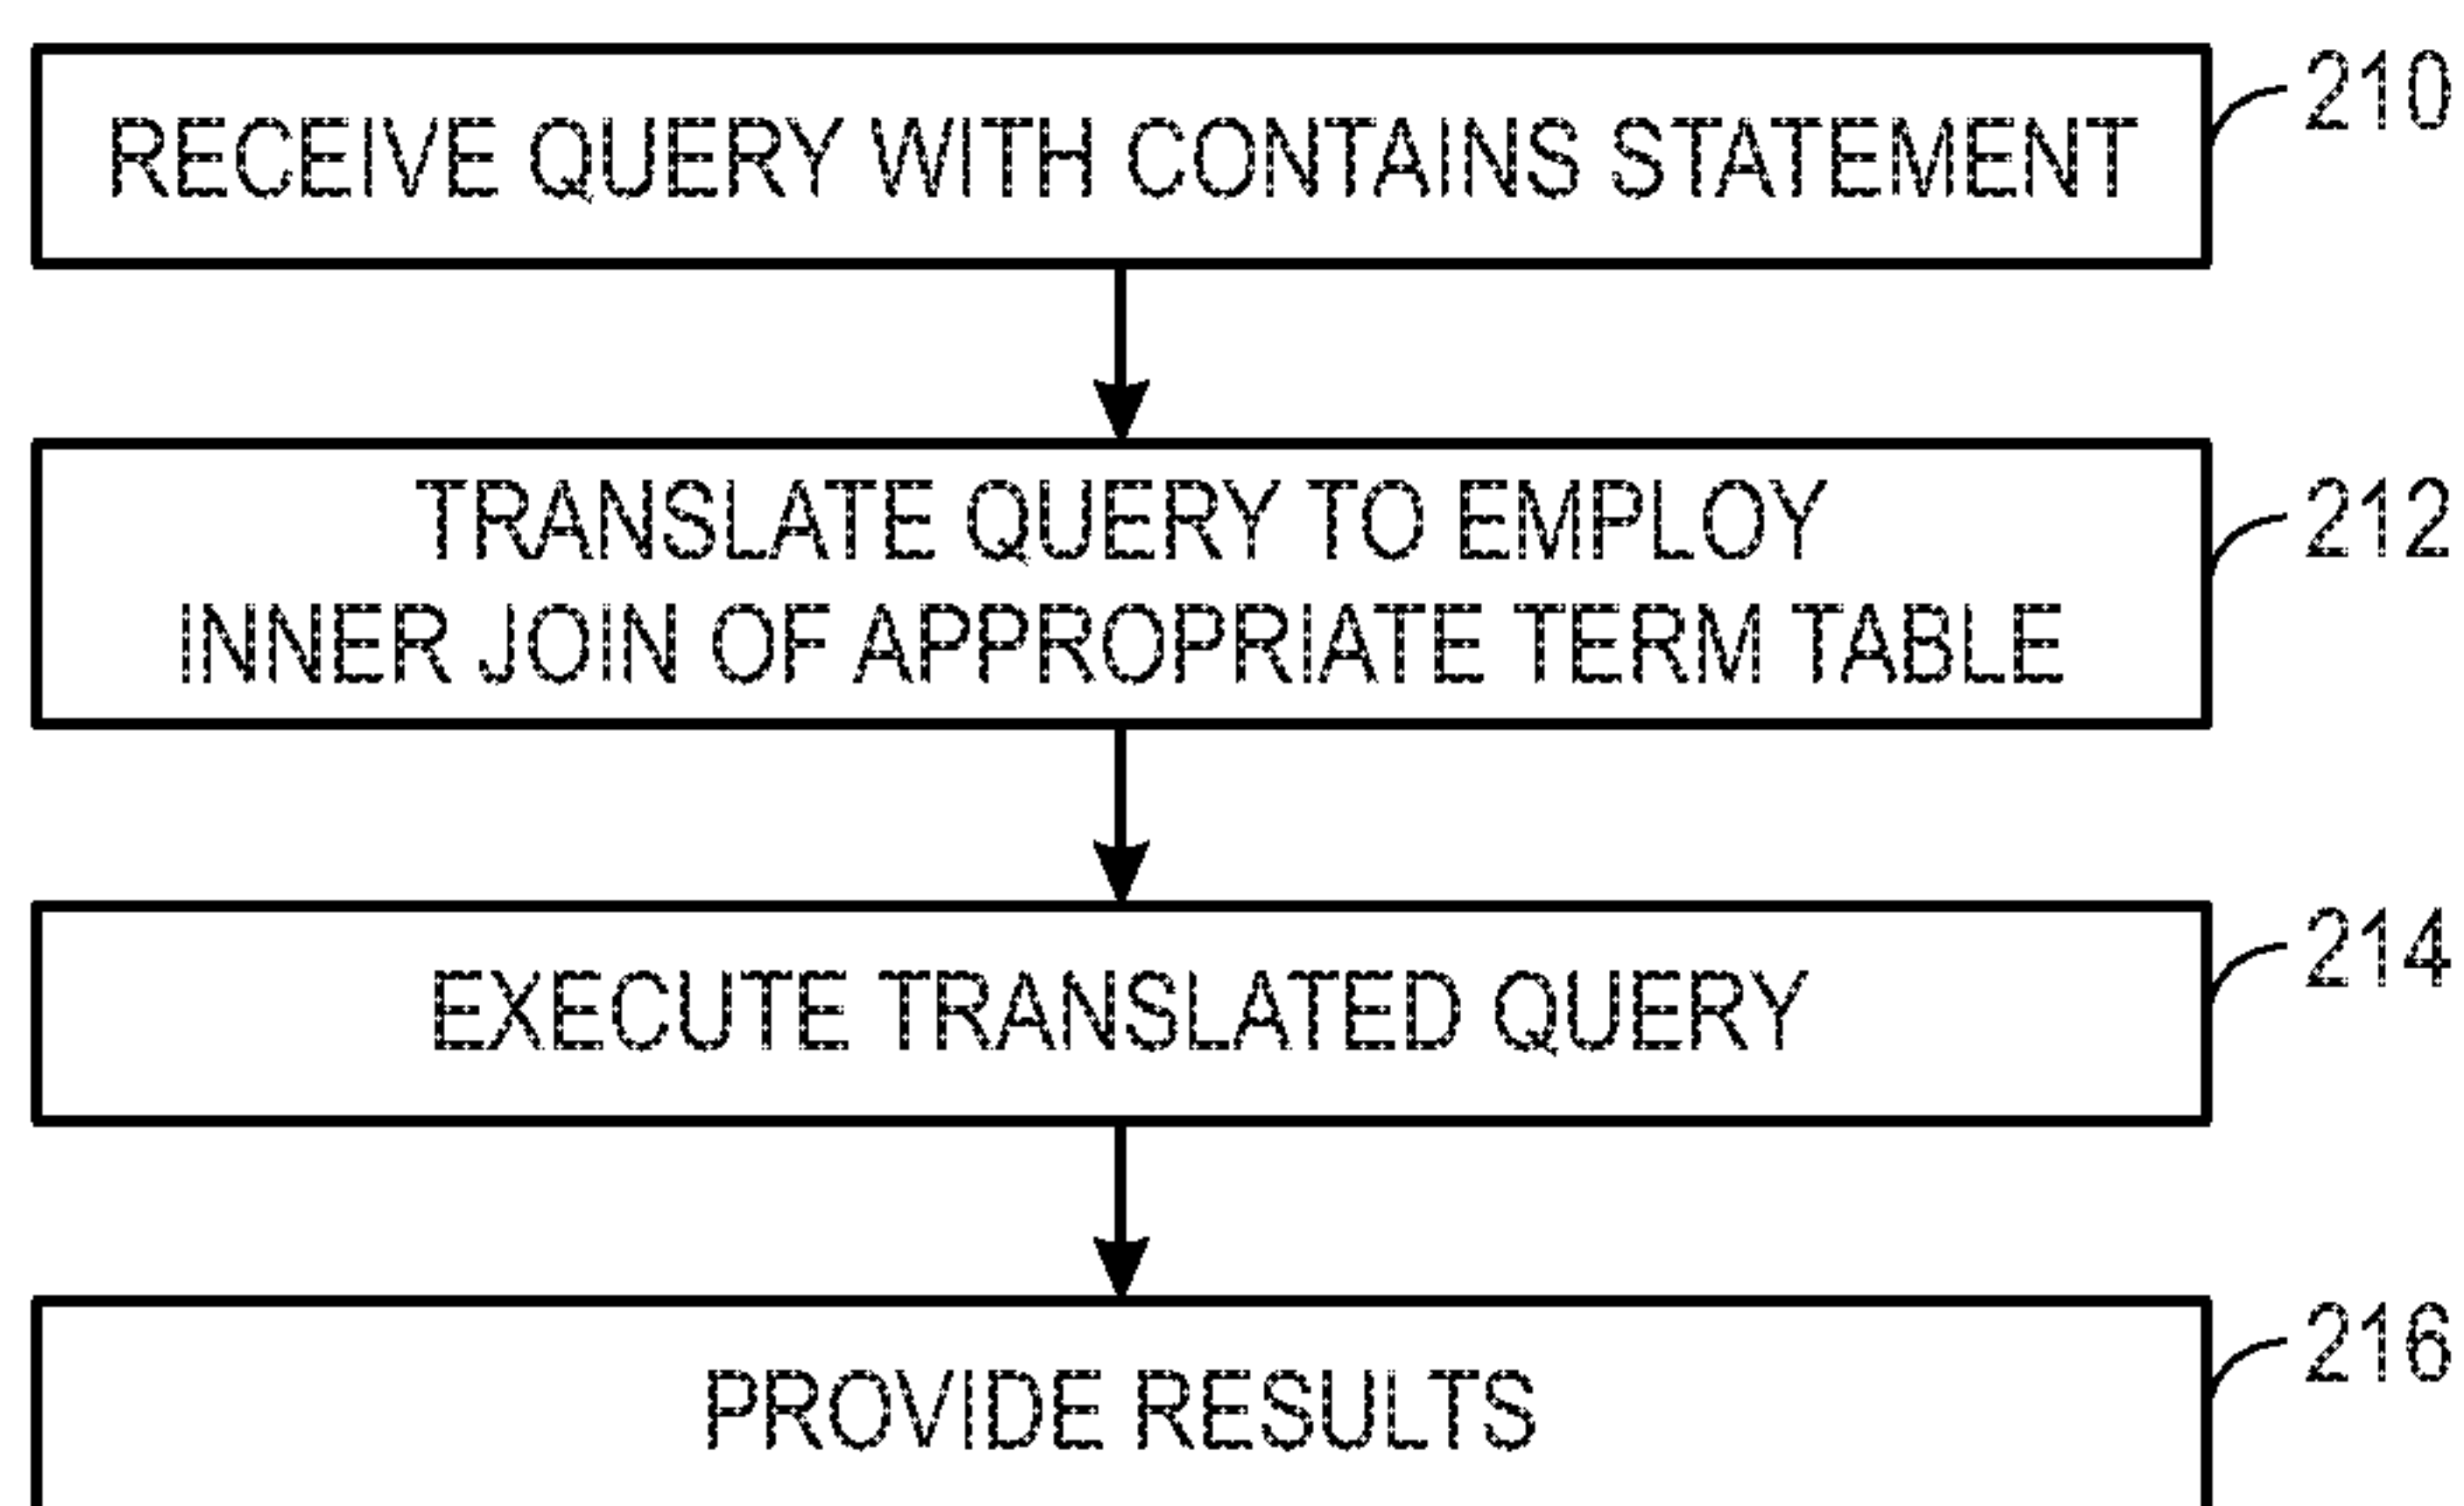 RECEIVE QUERY WITH CONTAINS STATEMENT
210
TRANSLATE QUERY TO EMPLOY
INNER JOIN OF APPROPRIATE TERM TABLE
212
EXECUTE TRANSLATED QUERY
214
PROVIDE RESULTS
216